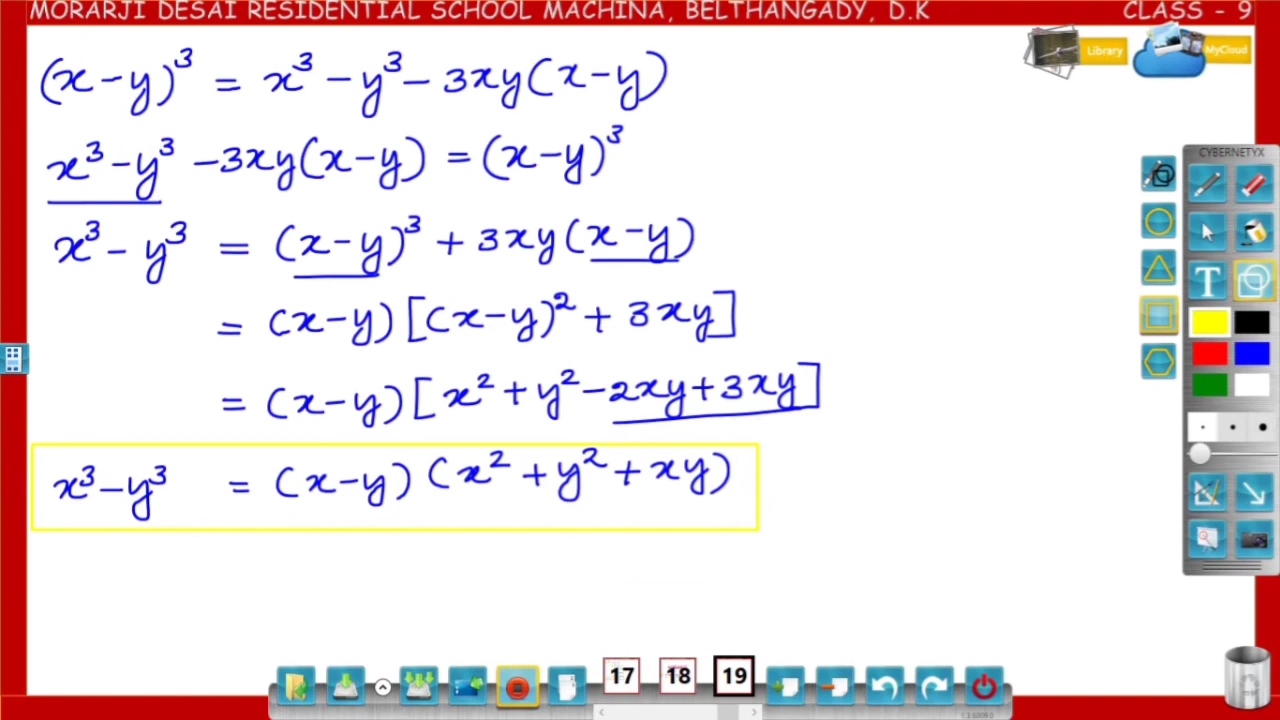 MORARJI DESAI RESIDENTIAL SCHOOL MACHINA, BELTHANGADY, D.K CLASS - 9
Library MyCloud
(x-y)³ = x³ - y³ - 3xy(x-y)
x³ - y³ - 3xy(x-y) = (x-y)³
CYBERNETYX
x³ - y³ = (x-y)³ + 3xy(x-y)
= (x-y)[(x-y)² + 3xy]
T
= (x-y)[x² + y² - 2xy + 3xy]
x³ - y³ = (x-y)(x² + y² + xy)
17 18 19